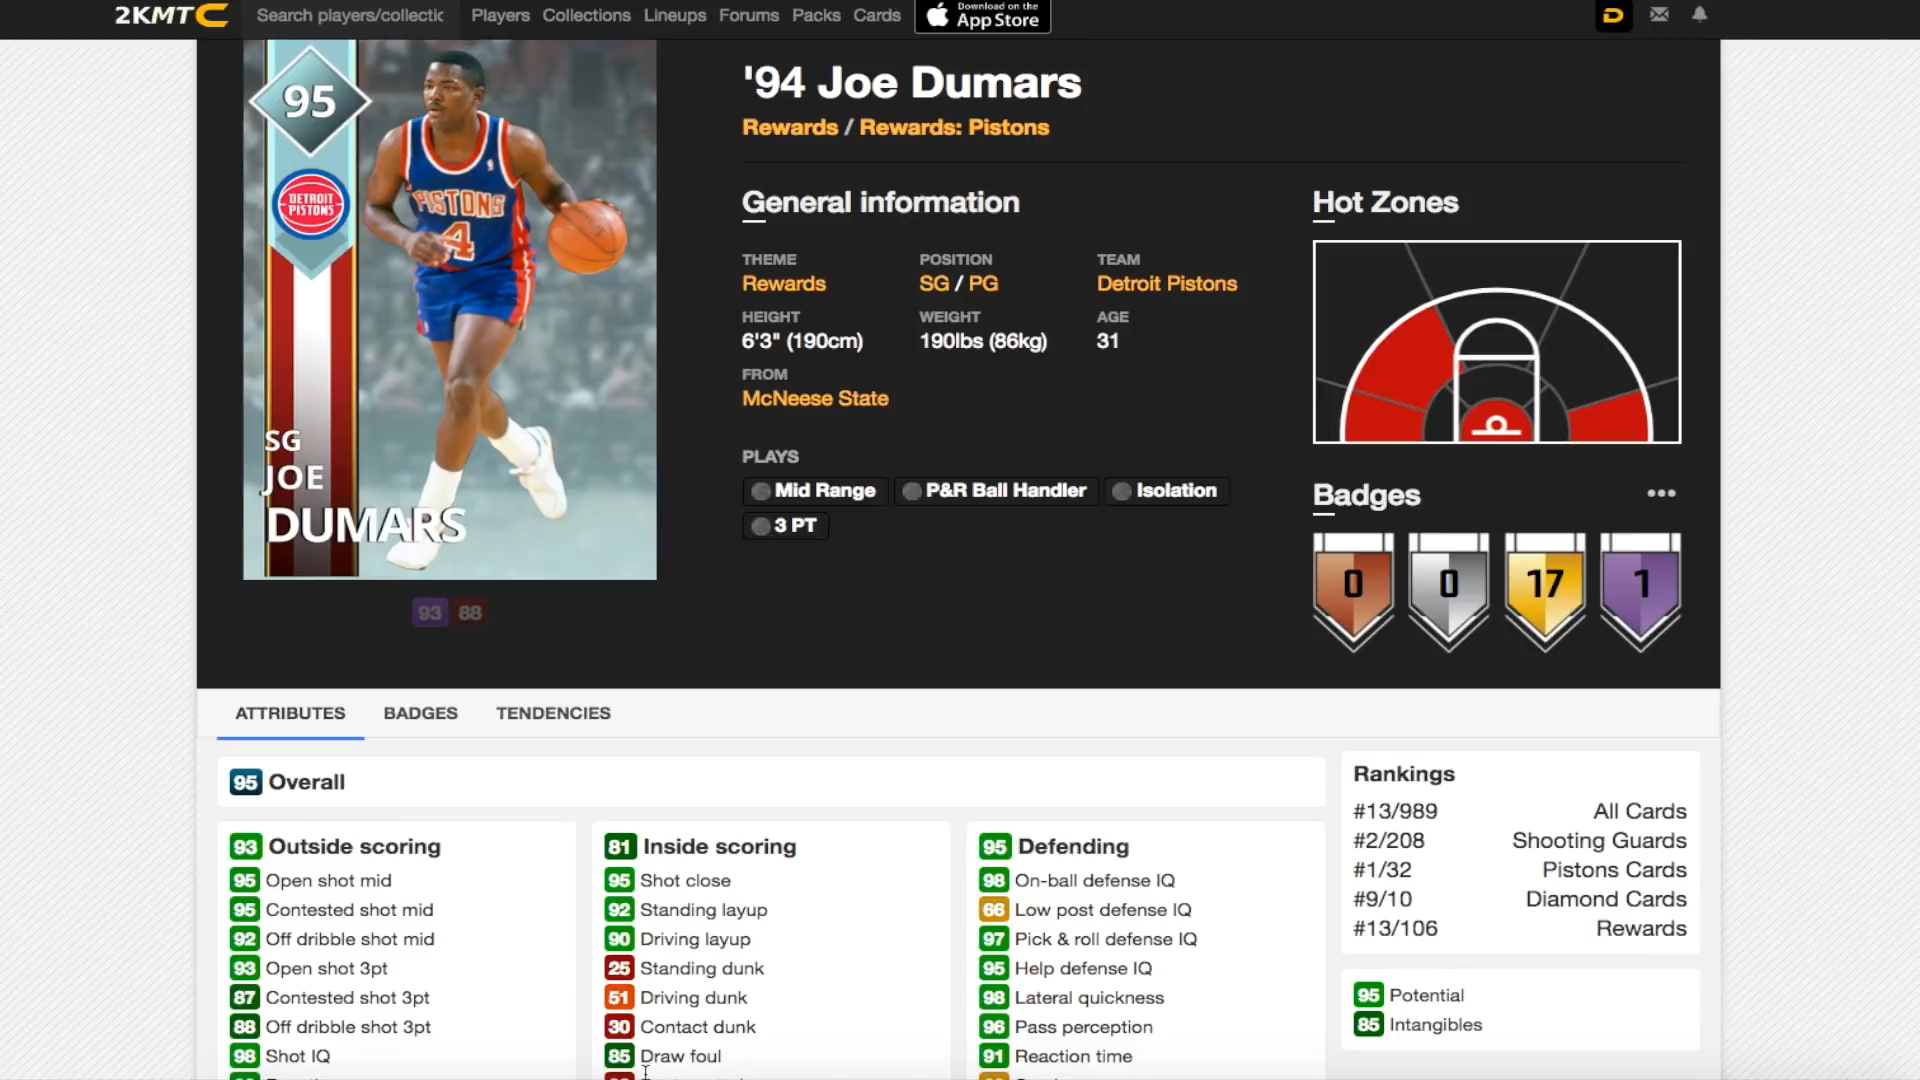 2KMTC Search players/collectic Players Collections Lineups Forums Packs Cards Download on the App Store
95
DETROIT PISTONS
PISTONS
4
SG
JOE
DUMARS
93 88
'94 Joe Dumars
Rewards / Rewards: Pistons
General information
THEME POSITION TEAM
Rewards SG / PG Detroit Pistons
HEIGHT WEIGHT AGE
6'3" (190cm) 190lbs (86kg) 31
FROM
McNeese State
PLAYS
Mid Range P&R Ball Handler Isolation
3 PT
Hot Zones
Badges
0 0 17 1
ATTRIBUTES BADGES TENDENCIES
95 Overall
93 Outside scoring
95 Open shot mid
95 Contested shot mid
92 Off dribble shot mid
93 Open shot 3pt
87 Contested shot 3pt
88 Off dribble shot 3pt
98 Shot IQ
81 Inside scoring
95 Shot close
92 Standing layup
90 Driving layup
25 Standing dunk
51 Driving dunk
30 Contact dunk
85 Draw foul
95 Defending
98 On-ball defense IQ
66 Low post defense IQ
97 Pick & roll defense IQ
95 Help defense IQ
98 Lateral quickness
96 Pass perception
91 Reaction time
Rankings
#13/989 All Cards
#2/208 Shooting Guards
#1/32 Pistons Cards
#9/10 Diamond Cards
#13/106 Rewards
95 Potential
85 Intangibles